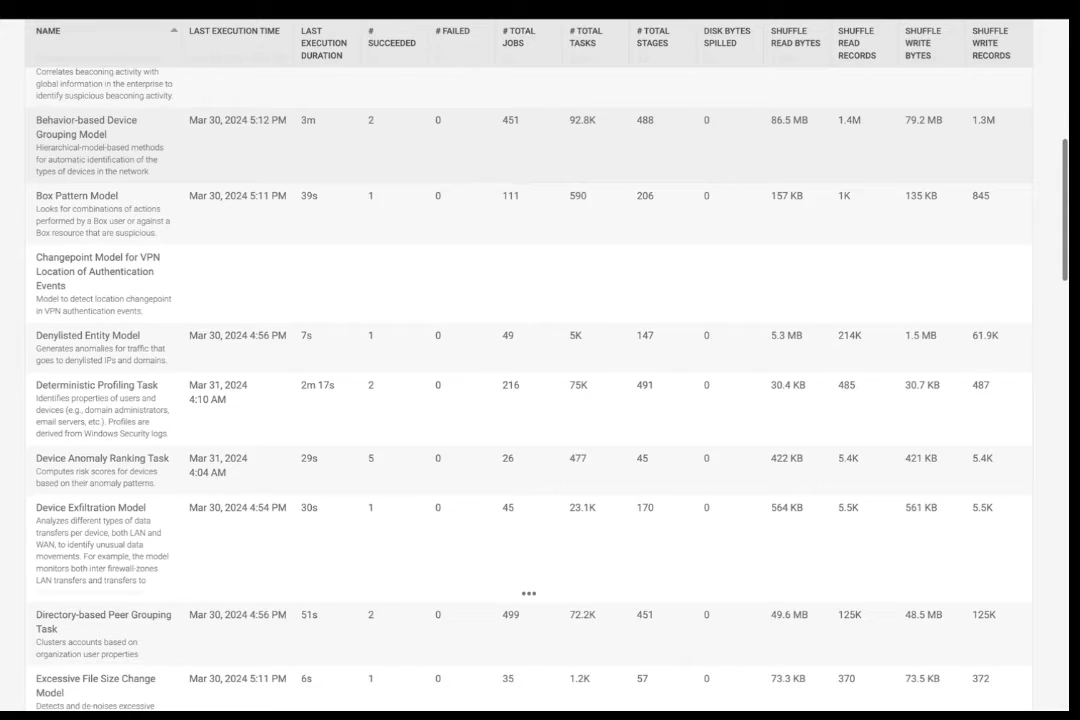 NAME LAST EXECUTION TIME LAST EXECUTION DURATION # SUCCEEDED # FAILED # TOTAL JOBS # TOTAL TASKS # TOTAL STAGES DISK BYTES SPILLED SHUFFLE READ BYTES SHUFFLE READ RECORDS SHUFFLE WRITE BYTES SHUFFLE WRITE RECORDS
Correlates beaconing activity with
global information in the enterprise to
identify suspicious beaconing activity.
Behavior-based Device Mar 30, 2024 5:12 PM 3m 2 0 451 92.8K 488 0 86.5 MB 1.4M 79.2 MB 1.3M
Grouping Model
Hierarchical-model-based methods
for automatic identification of the
types of devices in the network
Box Pattern Model Mar 30, 2024 5:11 PM 39s 1 0 111 590 206 0 157 KB 1K 135 KB 845
Looks for combinations of actions
performed by a Box user or against a
Box resource that are suspicious.
Changepoint Model for VPN
Location of Authentication
Events
Model to detect location changepoint
in VPN authentication events.
Denylisted Entity Model Mar 30, 2024 4:56 PM 7s 1 0 49 5K 147 0 5.3 MB 214K 1.5 MB 61.9K
Generates anomalies for traffic that
goes to denylisted IPs and domains.
Deterministic Profiling Task Mar 31, 2024 2m 17s 2 0 216 75K 491 0 30.4 KB 485 30.7 KB 487
4:10 AM
Identifies properties of users and
devices (e.g., domain administrators,
email servers, etc.). Profiles are
derived from Windows Security logs.
Device Anomaly Ranking Task Mar 31, 2024 29s 5 0 26 477 45 0 422 KB 5.4K 421 KB 5.4K
4:04 AM
Computes risk scores for devices
based on their anomaly patterns.
Device Exfiltration Model Mar 30, 2024 4:54 PM 30s 1 0 45 23.1K 170 0 564 KB 5.5K 561 KB 5.5K
Analyzes different types of data
transfers per device, both LAN and
WAN, to identify unusual data
movements. For example, the model
monitors both inter firewall-zones
LAN transfers and transfers to
Directory-based Peer Grouping Mar 30, 2024 4:56 PM 51s 2 0 499 72.2K 451 0 49.6 MB 125K 48.5 MB 125K
Task
Clusters accounts based on
organization user properties
Excessive File Size Change Mar 30, 2024 5:11 PM 6s 1 0 35 1.2K 57 0 73.3 KB 370 73.5 KB 372
Model
Detects and de-noises excessive